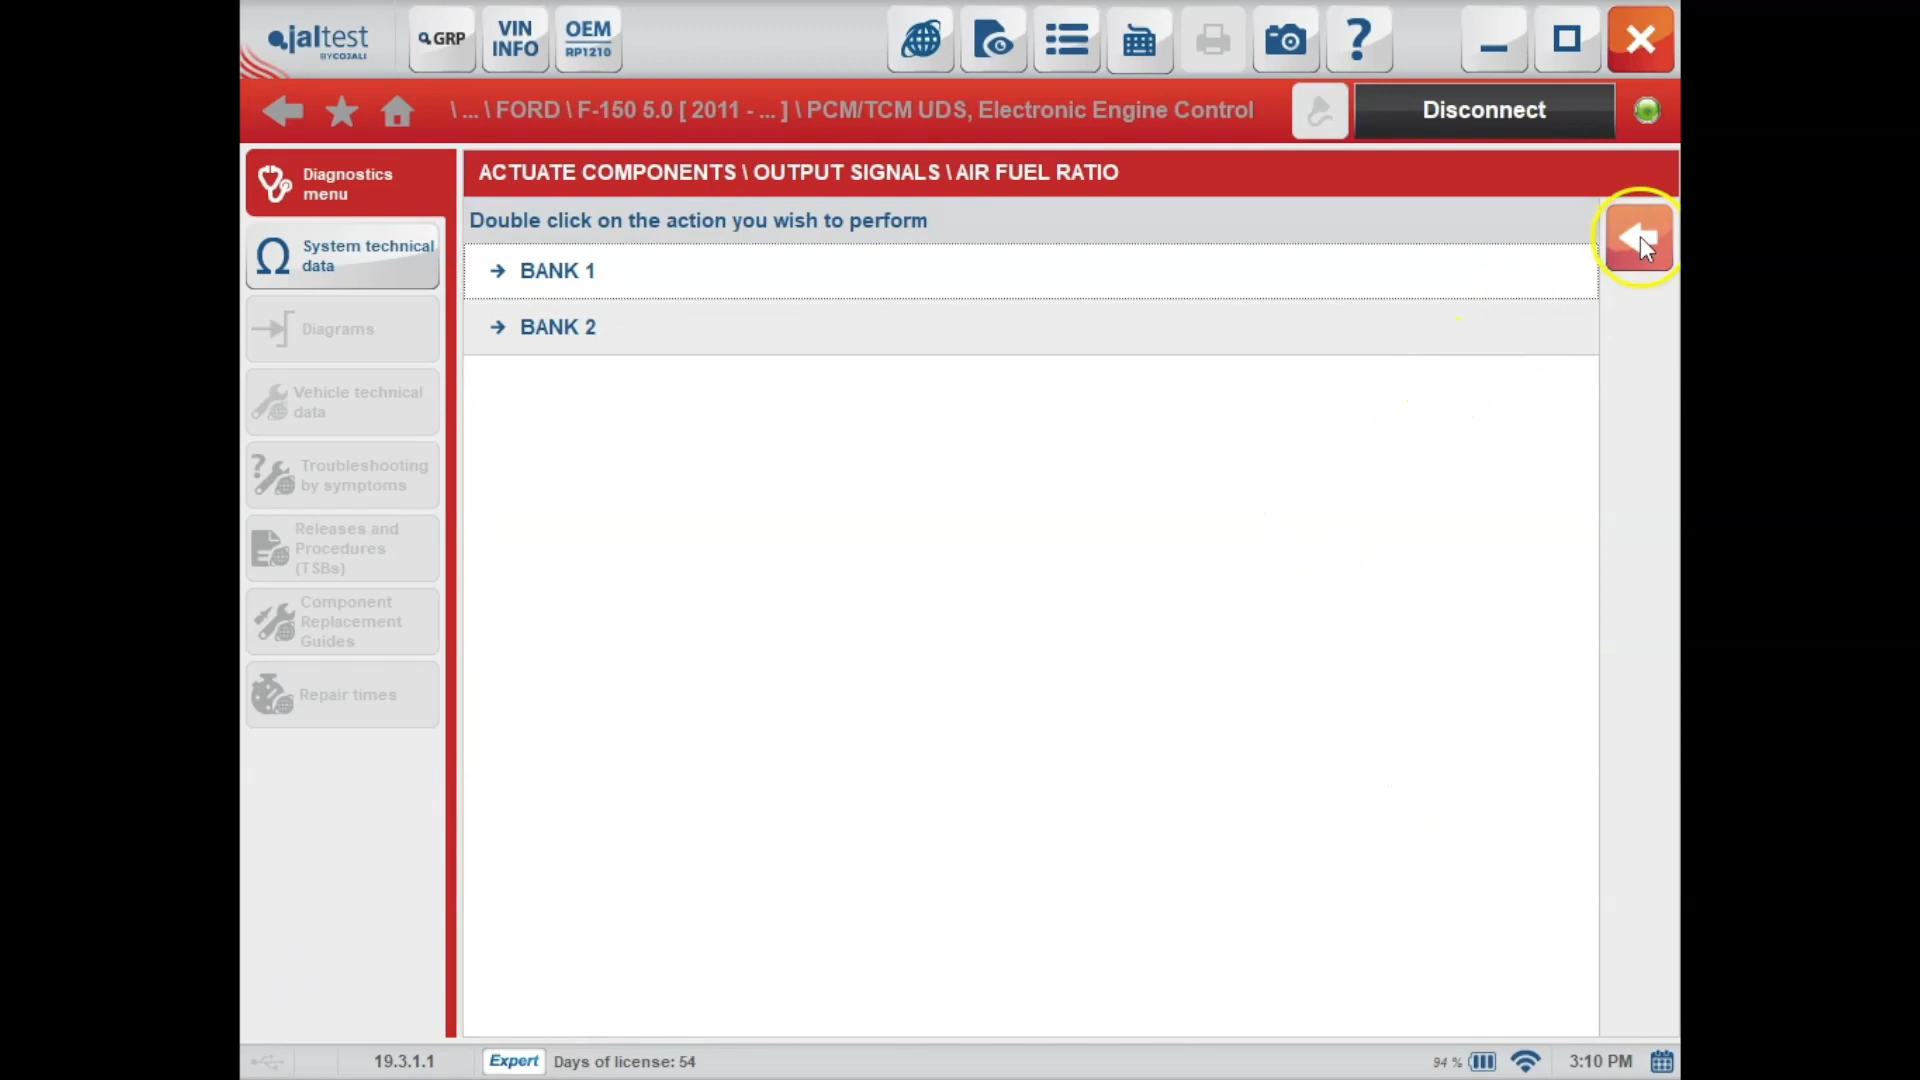 jaltest
BY COJALI
GRP
VIN
INFO
OEM
RP1210
?
\ ... \ FORD \ F-150 5.0 [ 2011 - ... ] \ PCM/TCM UDS, Electronic Engine Control
Disconnect
Diagnostics
menu
System technical
data
Diagrams
Vehicle technical
data
Troubleshooting
by symptoms
Releases and
Procedures
(TSBs)
Component
Replacement
Guides
Repair times
ACTUATE COMPONENTS \ OUTPUT SIGNALS \ AIR FUEL RATIO
Double click on the action you wish to perform
BANK 1
BANK 2
19.3.1.1
Expert
Days of license: 54
94 %
3:10 PM